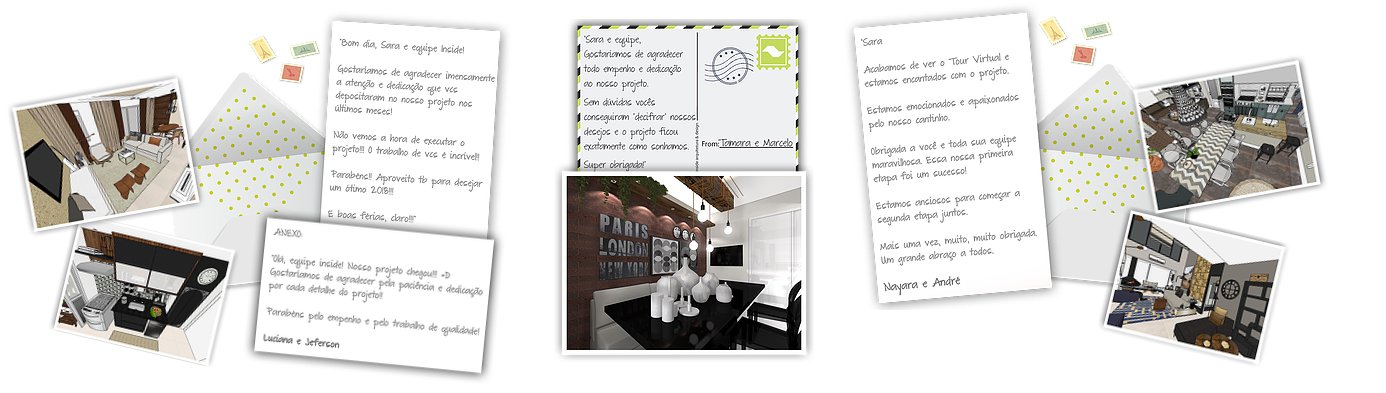 "Bom dia, Sara e equipe Inside!
Gostaríamos de agradecer imensamente
a atenção e dedicação que vcs
depositaram no nosso projeto nos
últimos meses!
Não vemos a hora de executar o
projeto!!! O trabalho de vcs é incrível!!
Parabéns!! Aproveito tb para desejar
um ótimo 2018!!!
E boas férias, claro!!!"
ANEXO:
"Olá, equipe inside! Nosso projeto chegou!! =D
Gostaríamos de agradecer pela paciência e dedicação
por cada detalhe do projeto!!
Parabéns pelo empenho e pelo trabalho de qualidade!
Luciana e Jeferson
"Sara e equipe,
Gostaríamos de agradecer
todo empenho e dedicação
ao nosso projeto.
Sem dúvidas vocês
conseguiram "decifrar" nossos
desejos e o projeto ficou
exatamente como sonhamos.
Super obrigada!"
From: Tamara e Marcelo
PARIS
LONDON
NEW YORK
"Sara
Acabamos de ver o Tour Virtual e
estamos encantados com o projeto.
Estamos emocionados e apaixonados
pelo nosso cantinho.
Obrigada a você e toda sua equipe
maravilhosa. Essa nossa primeira
etapa foi um sucesso!
Estamos ansiosos para começar a
segunda etapa juntos.
Mais uma vez, muito, muito obrigada.
Um grande abraço a todos.
Nayara e André